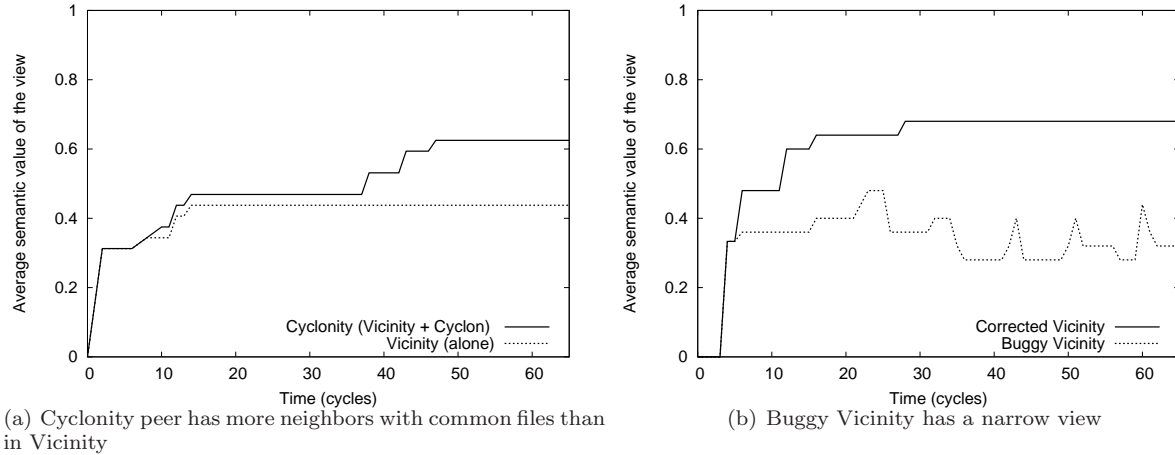 1
0.8
0.6
0.4
0.2
0
Average semantic value of the view
Cyclonity (Vicinity + Cyclon)
Vicinity (alone)
0 10 20 30 40 50 60
Time (cycles)
(a) Cyclonity peer has more neighbors with common files than
in Vicinity
1
0.8
0.6
0.4
0.2
0
Average semantic value of the view
Corrected Vicinity
Buggy Vicinity
0 10 20 30 40 50 60
Time (cycles)
(b) Buggy Vicinity has a narrow view